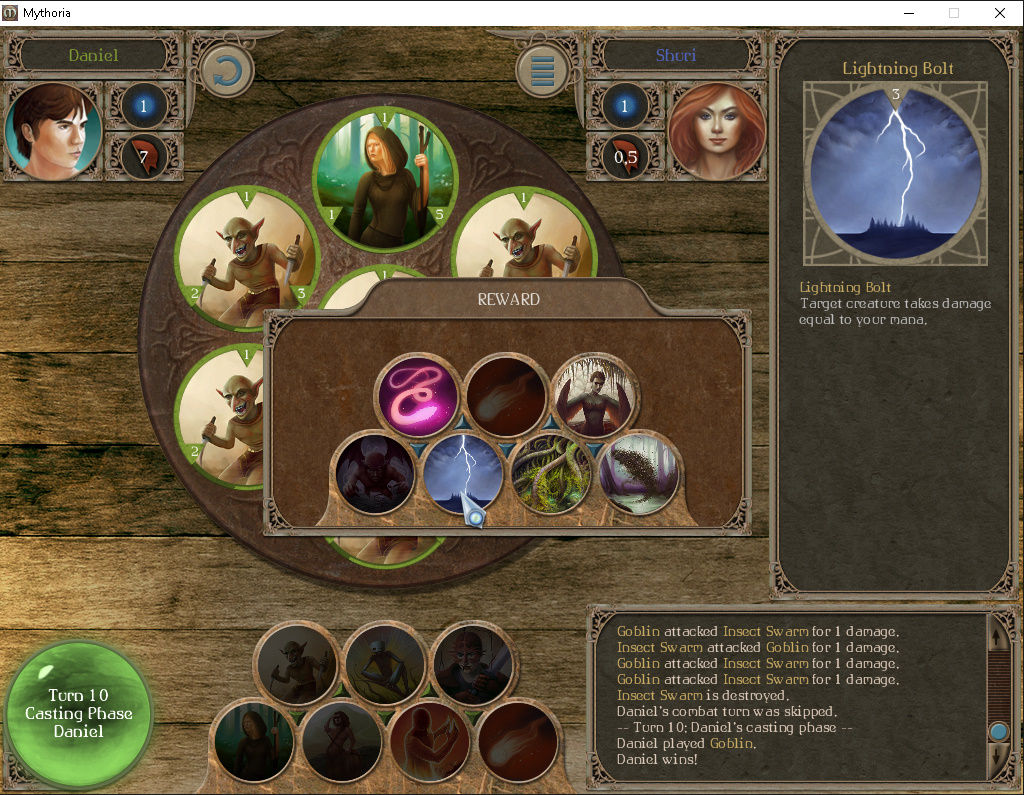 Mythoria
Daniel
1
7
Shuri
1
0,5
Lightning Bolt
3
1
1 5
1
2 3
1
1
1
2
REWARD
Lightning Bolt
Target creature takes damage
equal to your mana.
Turn 10
Casting Phase
Daniel
Goblin attacked Insect Swarm for 1 damage.
Insect Swarm attacked Goblin for 1 damage.
Goblin attacked Insect Swarm for 1 damage.
Goblin attacked Insect Swarm for 1 damage.
Insect Swarm is destroyed.
Daniel's combat turn was skipped.
-- Turn 10: Daniel's casting phase --
Daniel played Goblin.
Daniel wins!